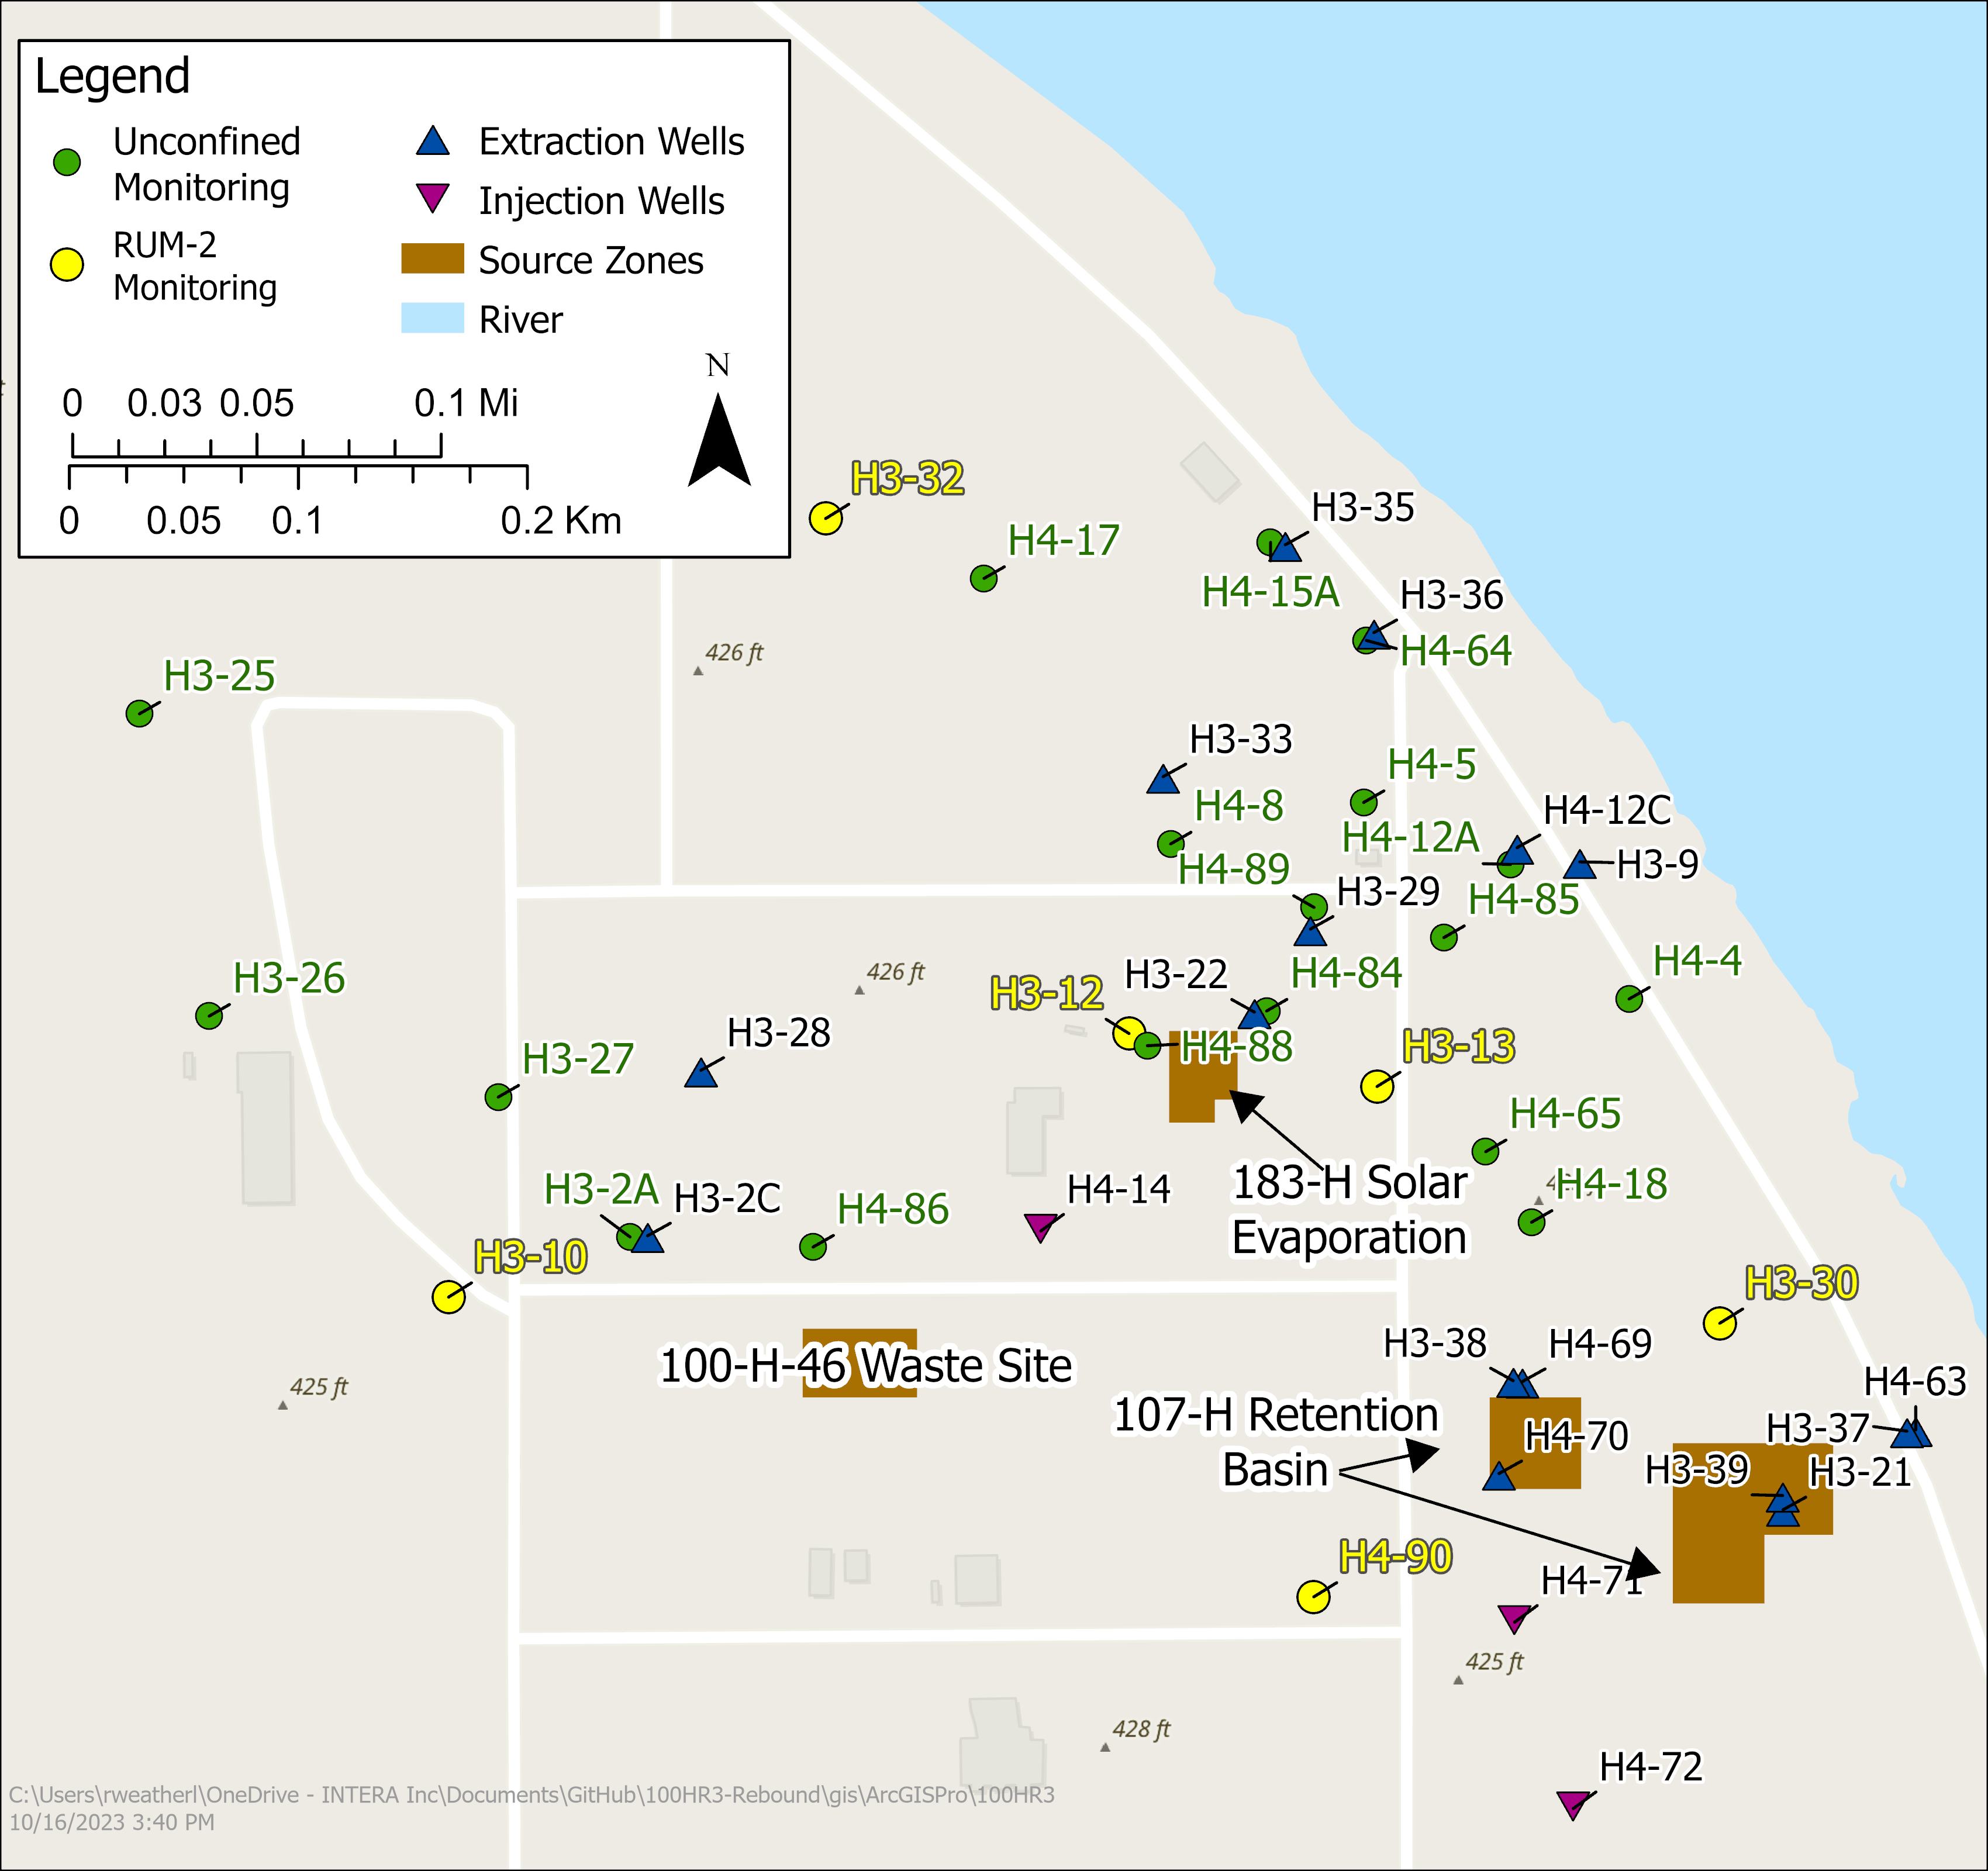 Legend
Unconfined
Monitoring
RUM-2
Monitoring
Extraction Wells
Injection Wells
Source Zones
River
N
0 0.03 0.05 0.1 Mi
0 0.05 0.1 0.2 Km
H3-32
H4-17
H3-35
H4-15A
H3-36
H4-64
426 ft
H3-25
H3-33
H4-5
H4-8
H4-12C
H4-12A
H4-89
H3-9
H3-29
H4-85
H4-4
426 ft
H3-26
H3-12
H3-22
H4-84
H3-28
H3-27
H4-88
H3-13
H4-65
183-H Solar
Evaporation
H3-2A
H3-2C
H4-86
H4-14
H4-18
H3-10
H3-30
100-H-46 Waste Site
H3-38
H4-69
425 ft
107-H Retention
Basin
H4-63
H3-37
H4-70
H3-39
H3-21
H4-90
H4-71
425 ft
428 ft
H4-72
C:\Users\rweatherl\OneDrive - INTERA Inc\Documents\GitHub\100HR3-Rebound\gis\ArcGISPro\100HR3
10/16/2023 3:40 PM